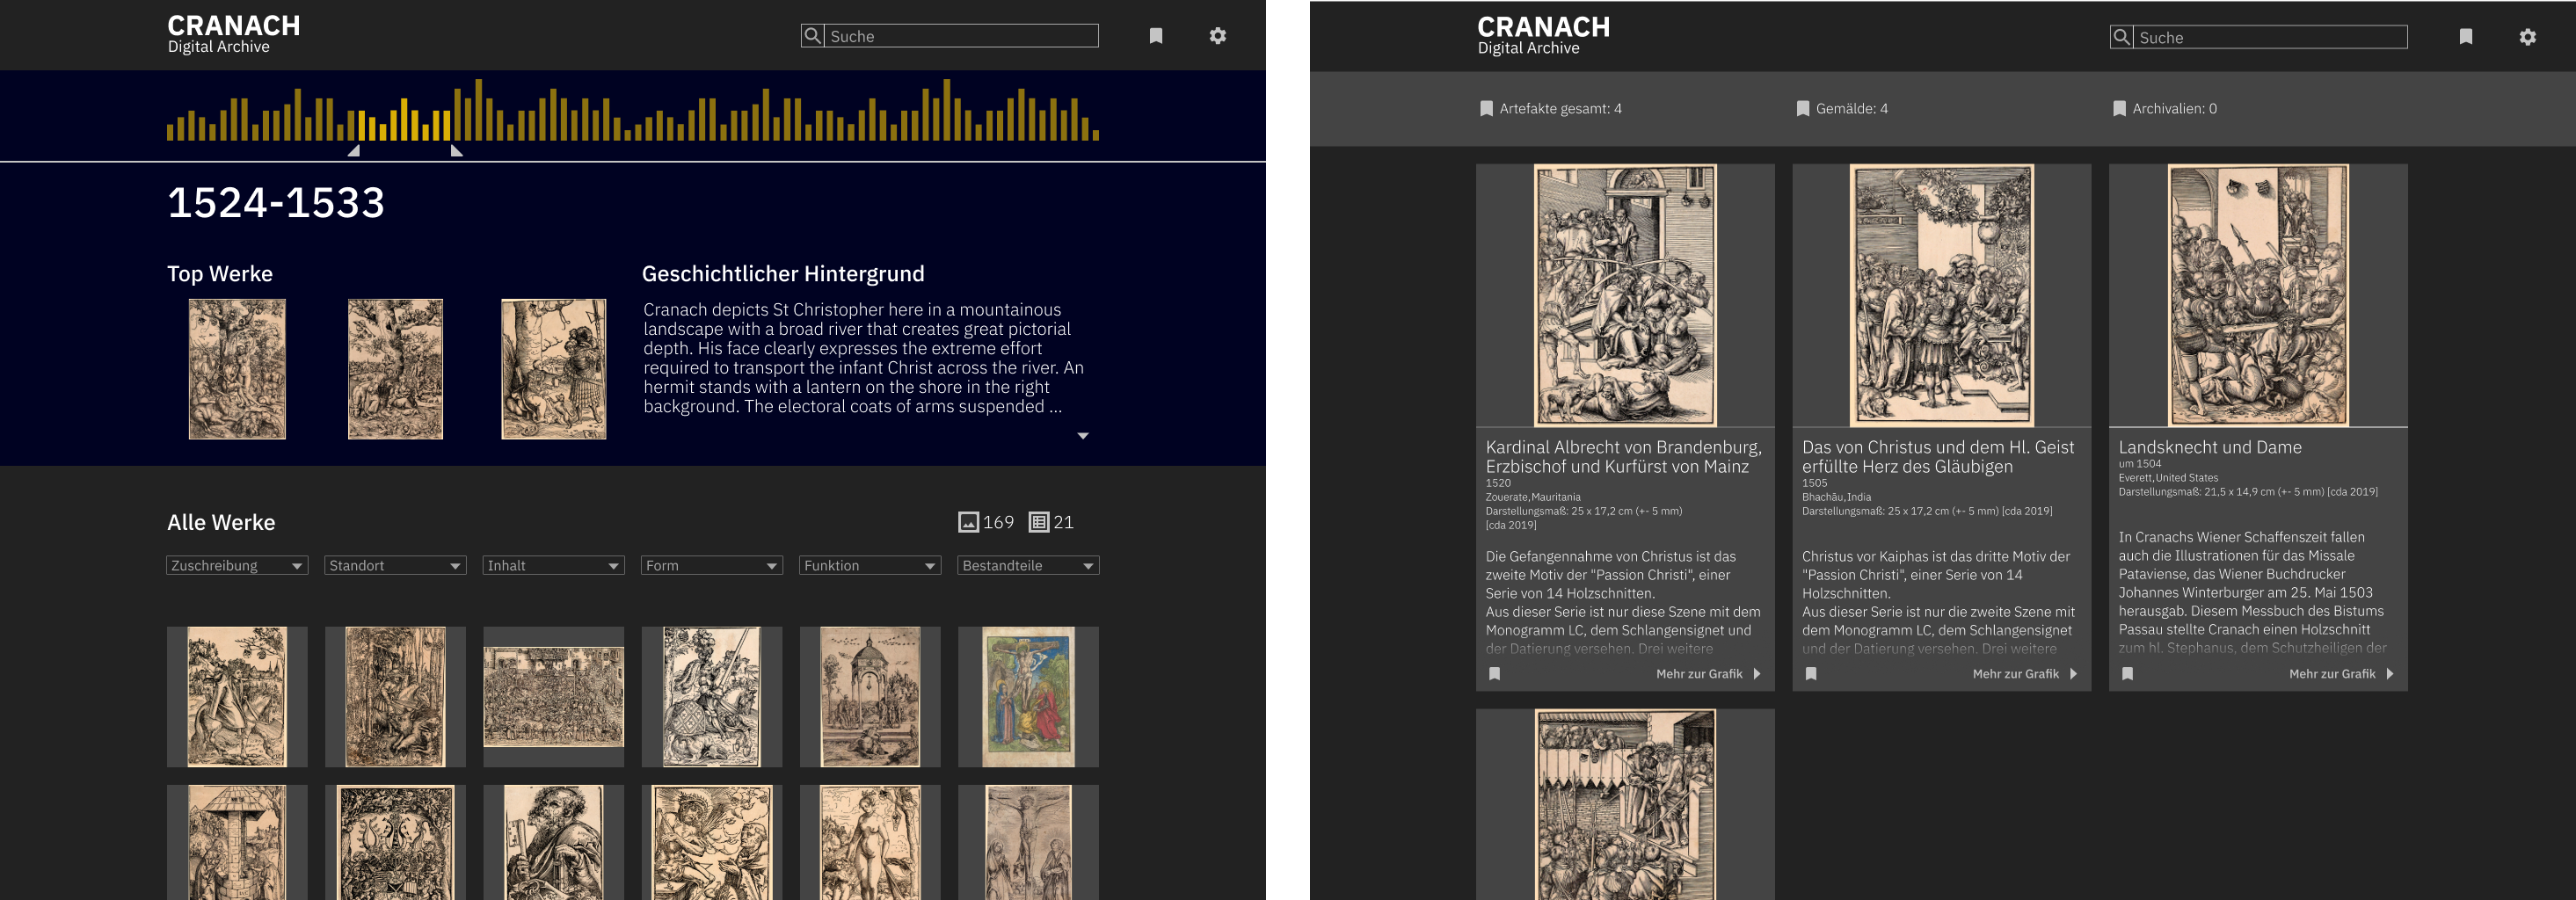 CRANACH
Digital Archive
Suche
1524-1533
Top Werke
Geschichtlicher Hintergrund
Cranach depicts St Christopher here in a mountainous
landscape with a broad river that creates great pictorial
depth. His face clearly expresses the extreme effort
required to transport the infant Christ across the river. An
hermit stands with a lantern on the shore in the right
background. The electoral coats of arms suspended ...
Alle Werke
169
21
Zuschreibung
Standort
Inhalt
Form
Funktion
Bestandteile
CRANACH
Digital Archive
Suche
Artefakte gesamt: 4
Gemälde: 4
Archivalien: 0
Kardinal Albrecht von Brandenburg,
Erzbischof und Kurfürst von Mainz
1520
Zouerate,Mauritania
Darstellungsmaß: 25 x 17,2 cm (+- 5 mm)
[cda 2019]
Die Gefangennahme von Christus ist das
zweite Motiv der "Passion Christi", einer
Serie von 14 Holzschnitten.
Aus dieser Serie ist nur diese Szene mit dem
Monogramm LC, dem Schlangensignet und
der Datierung versehen. Drei weitere
Mehr zur Grafik
Das von Christus und dem Hl. Geist
erfüllte Herz des Gläubigen
1505
Bhachāu,India
Darstellungsmaß: 25 x 17,2 cm (+- 5 mm) [cda 2019]
Christus vor Kaiphas ist das dritte Motiv der
"Passion Christi", einer Serie von 14
Holzschnitten.
Aus dieser Serie ist nur die zweite Szene mit
dem Monogramm LC, dem Schlangensignet
und der Datierung versehen. Drei weitere
Mehr zur Grafik
Landsknecht und Dame
um 1504
Everett,United States
Darstellungsmaß: 21,5 x 14,9 cm (+- 5 mm) [cda 2019]
In Cranachs Wiener Schaffenszeit fallen
auch die Illustrationen für das Missale
Pataviense, das Wiener Buchdrucker
Johannes Winterburger am 25. Mai 1503
herausgab. Diesem Messbuch des Bistums
Passau stellte Cranach einen Holzschnitt
zum hl. Stephanus, dem Schutzheiligen der
Mehr zur Grafik